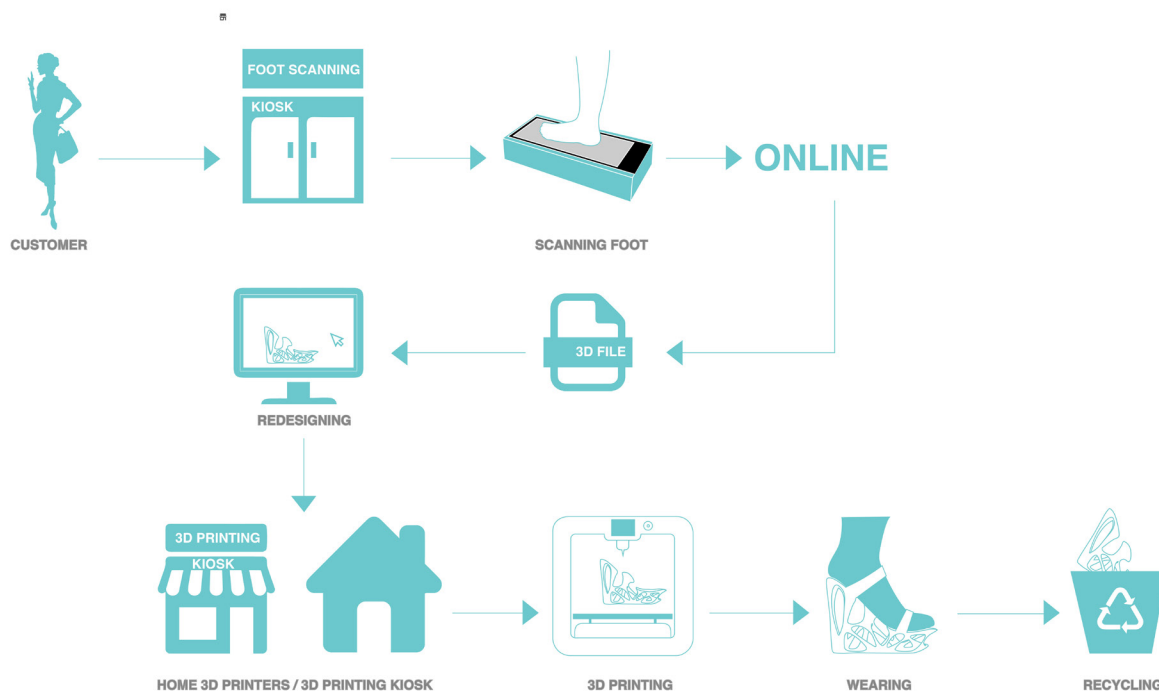 FOOT SCANNING
KIOSK
ONLINE
CUSTOMER
SCANNING FOOT
3D FILE
REDESIGNING
3D PRINTING
KIOSK
HOME 3D PRINTERS / 3D PRINTING KIOSK
3D PRINTING
WEARING
RECYCLING